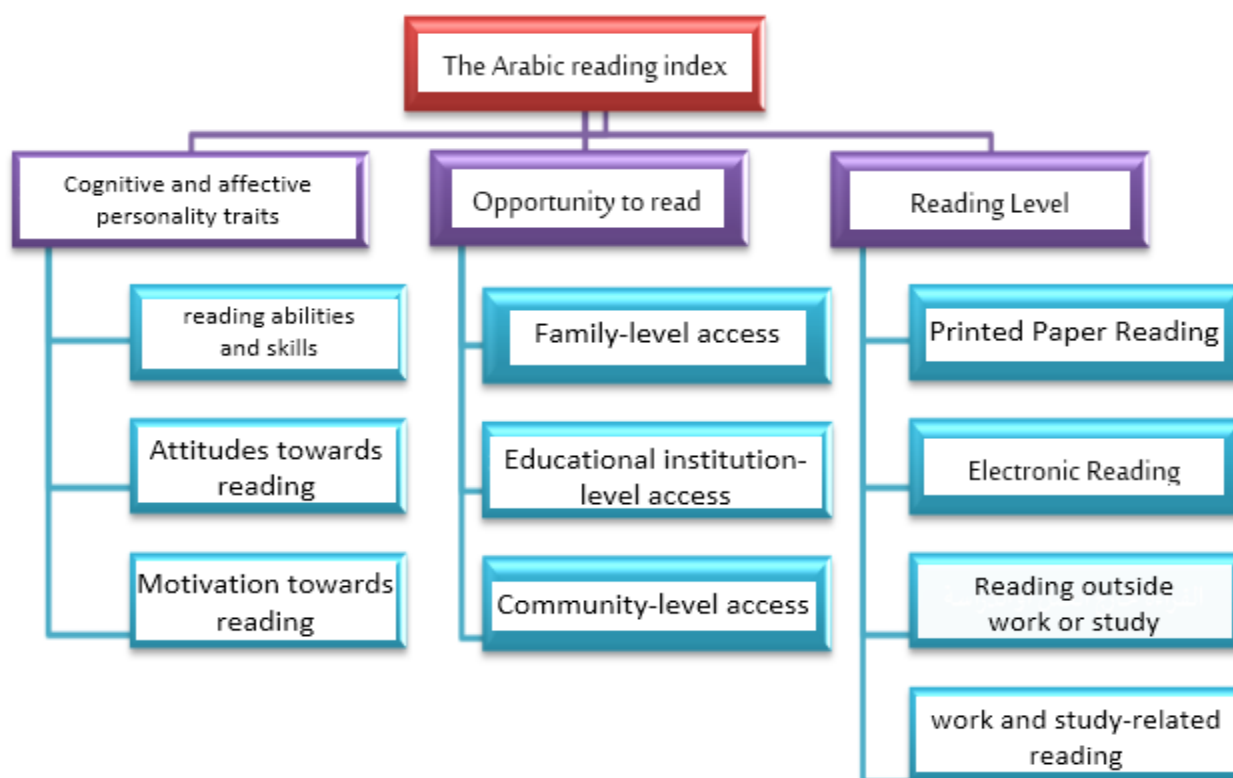 The Arabic reading index
Cognitive and affective
personality traits
Opportunity to read
Reading Level
reading abilities
and skills
Attitudes towards
reading
Motivation towards
reading
Family-level access
Educational institution-
level access
Community-level access
Printed Paper Reading
Electronic Reading
Reading outside
work or study
work and study-related
reading